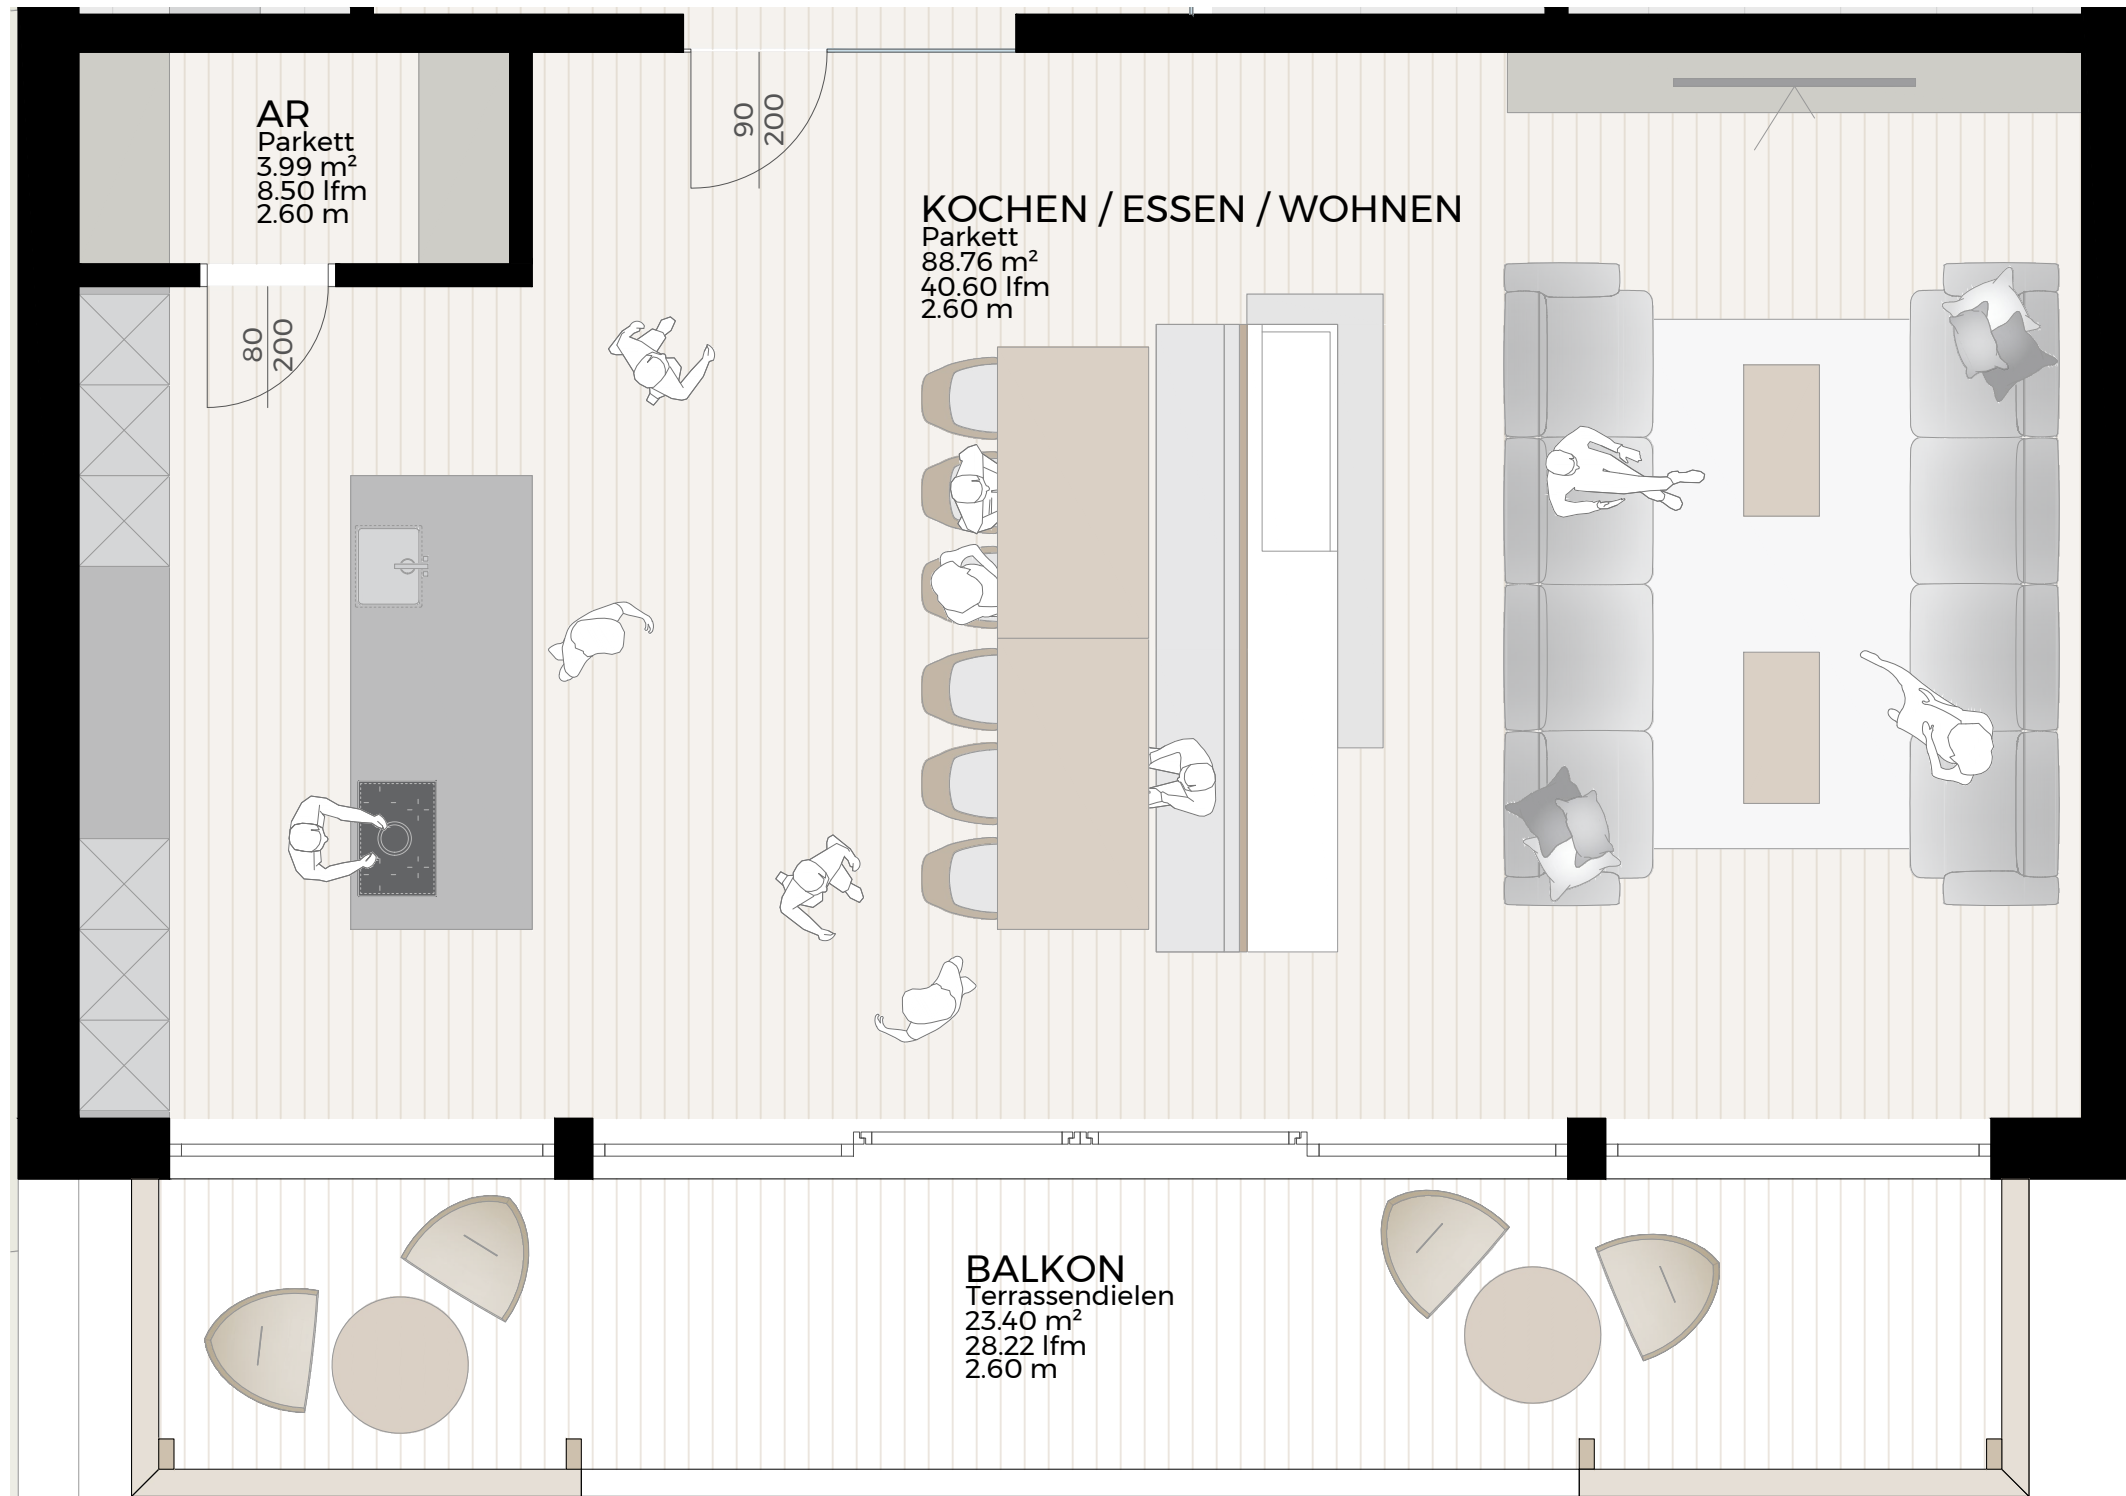 AR
Parkett
3.99 m²
8.50 lfm
2.60 m
90
200
KOCHEN / ESSEN / WOHNEN
Parkett
88.76 m²
40.60 lfm
2.60 m
80
200
BALKON
Terrassendielen
23.40 m²
28.22 lfm
2.60 m